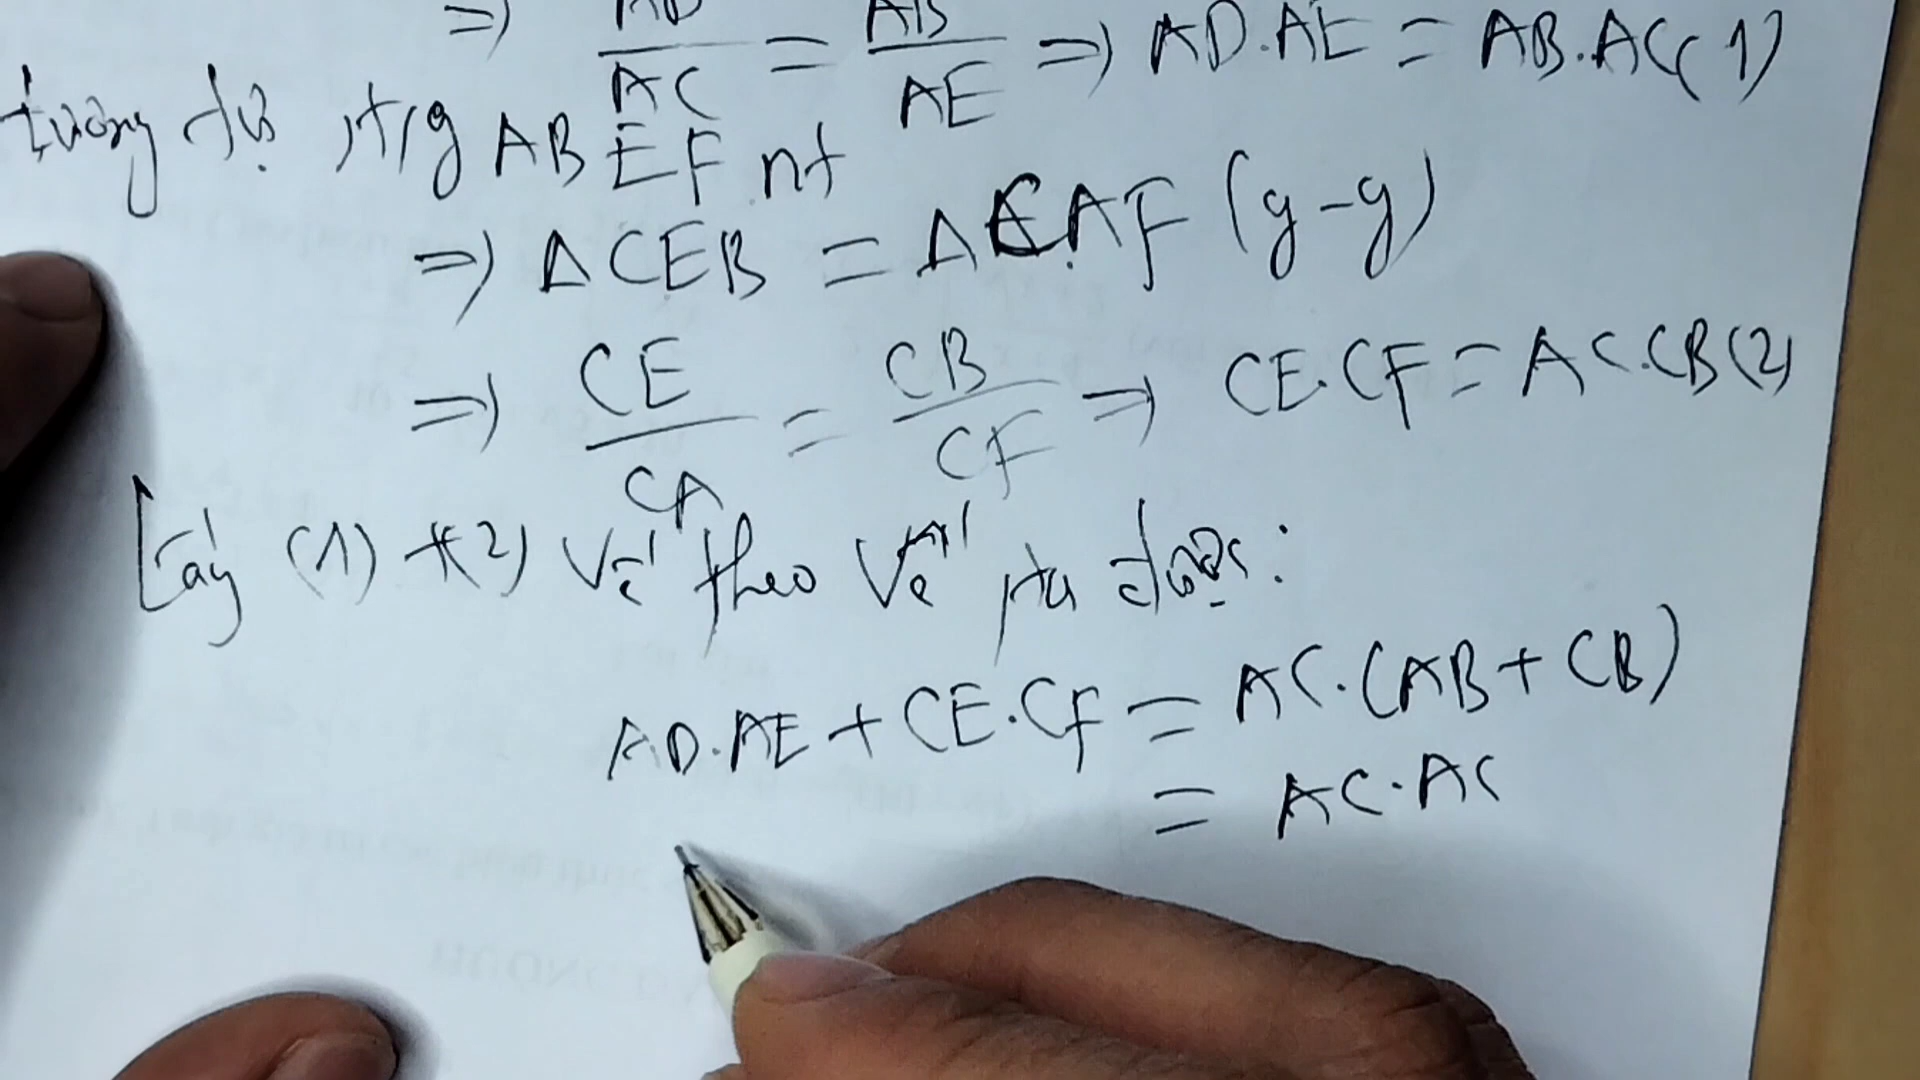 => AD/AC = AB/AE => AD.AE = AB.AC (1)
tương tự t/g ABEF nt
=> Δ CEB = Δ CAF (g-g)
=> CE/CA = CB/CF => CE.CF = AC.CB (2)
Lấy (1) + (2) vế theo vế ta được:
AD.AE + CE.CF = AC.(AB + CB)
= AC.AC